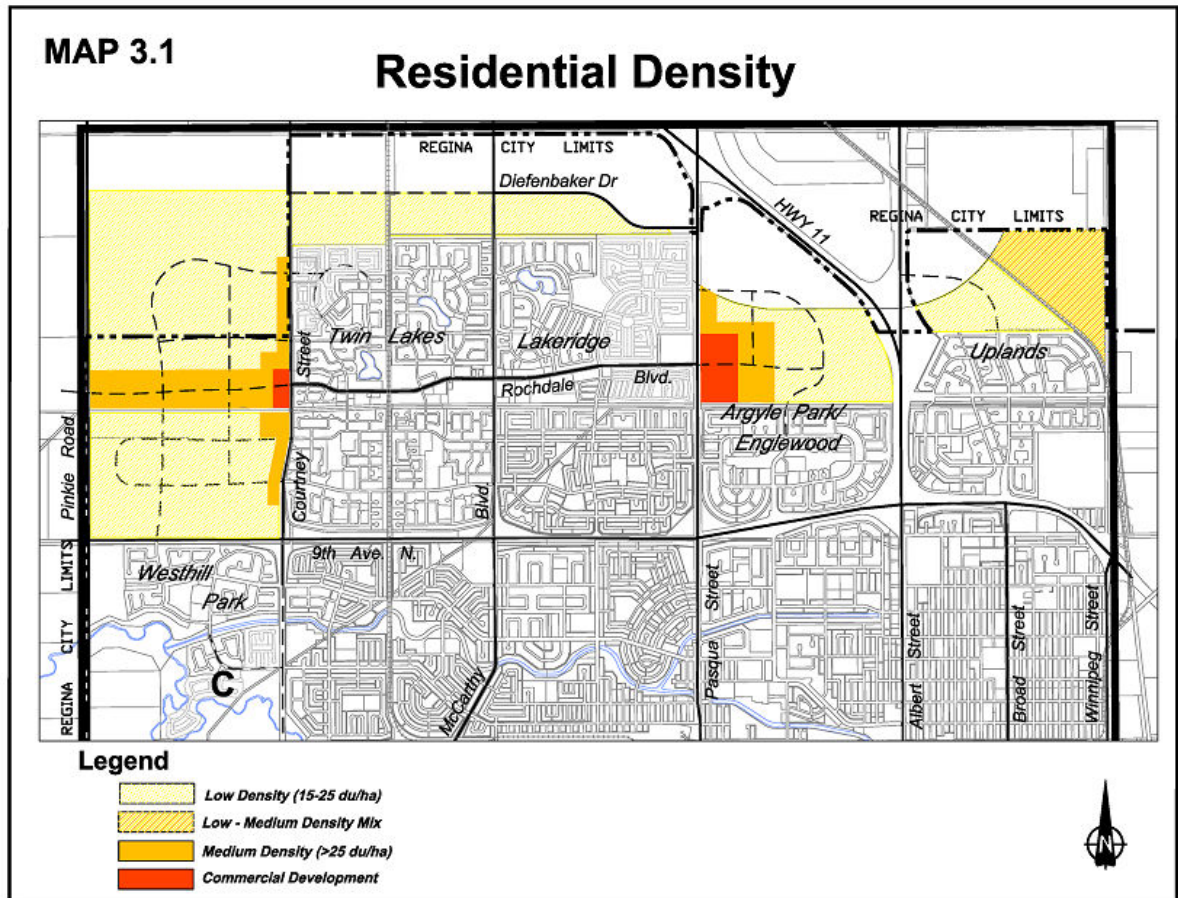 MAP 3.1
Residential Density
REGINA CITY LIMITS
Diefenbaker Dr
HWY 11
REGINA CITY LIMITS
Twin Lakes
Lakeridge
Uplands
Street
Rochdale Blvd.
Argyle Park/
Englewood
Pinkie Road
Courtney
Blvd.
9th Ave. N.
Westhill
Park
REGINA CITY LIMITS
C
McCarthy
Pasqua Street
Albert Street
Broad Street
Winnipeg Street
Legend
Low Density (15-25 du/ha)
Low - Medium Density Mix
Medium Density (>25 du/ha)
Commercial Development
N